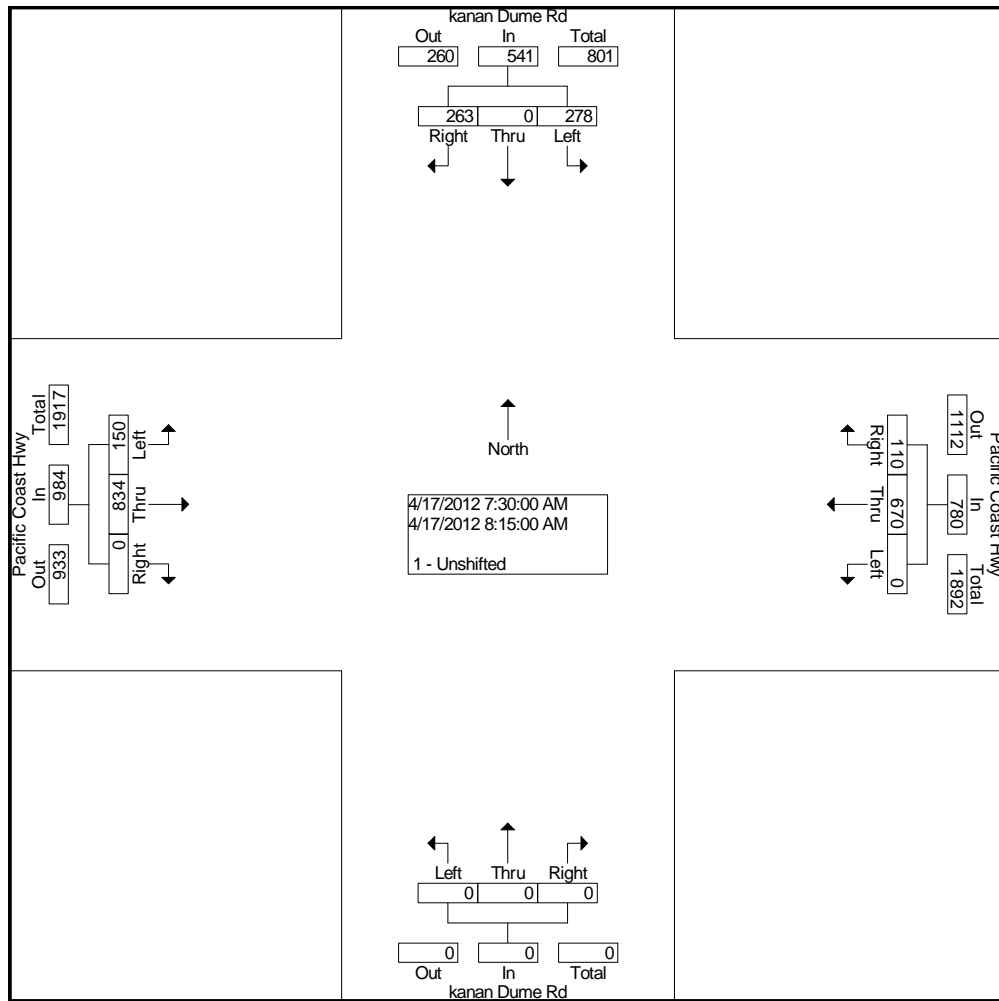 kanan Dume Rd
Out In Total
260 541 801
263 0 278
Right Thru Left
Pacific Coast Hwy
Total In Out
1917 984 933
150 834 0
Left Thru Right
North
4/17/2012 7:30:00 AM
4/17/2012 8:15:00 AM
1 - Unshifted
Right Thru Left
110 670 0
1112 780 1892
Out In Total
Pacific Coast Hwy
Left Thru Right
0 0 0
0 0 0
Out In Total
kanan Dume Rd